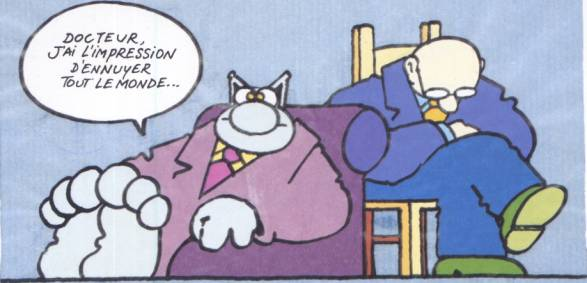 DOCTEUR,
J'AI L'IMPRESSION
D'ENNUYER
TOUT LE MONDE...